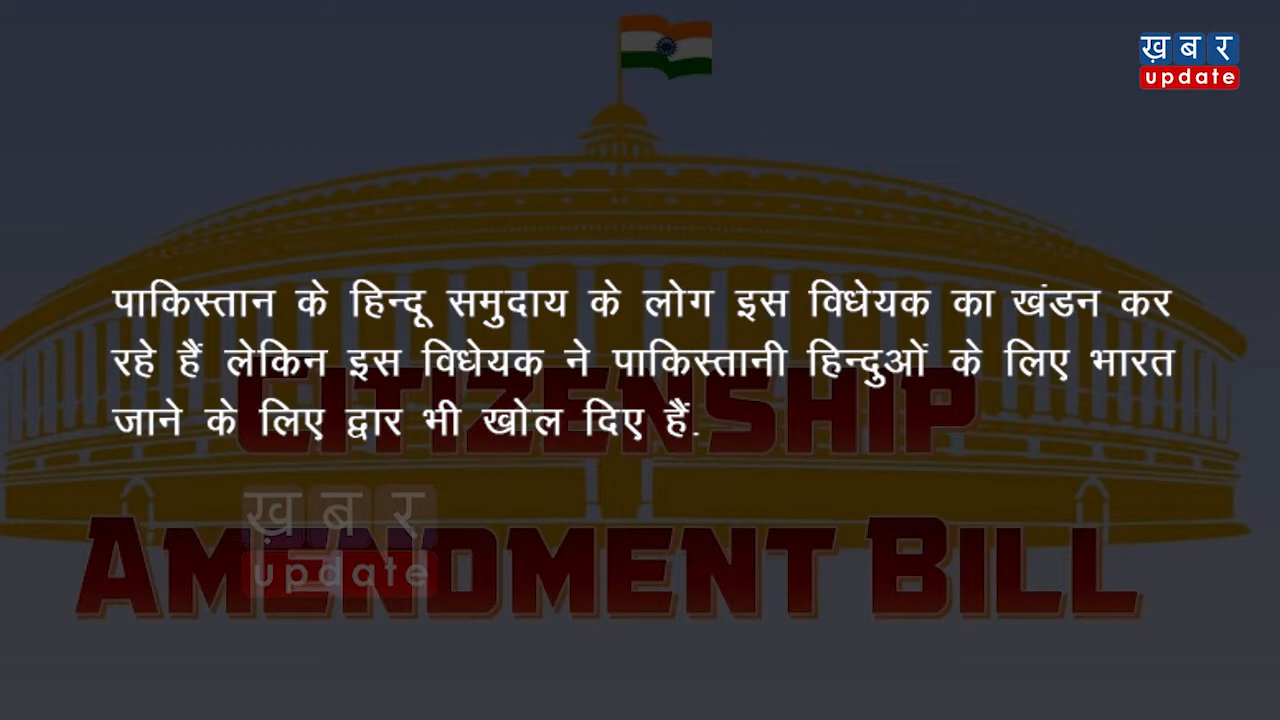 ख़बर
update
पाकिस्तान के हिन्दू समुदाय के लोग इस विधेयक का खंडन कर
रहे हैं लेकिन इस विधेयक ने पाकिस्तानी हिन्दुओं के लिए भारत
जाने के लिए द्वार भी खोल दिए हैं.
CITIZENSHIP
ख़बर
update
AMENDMENT BILL